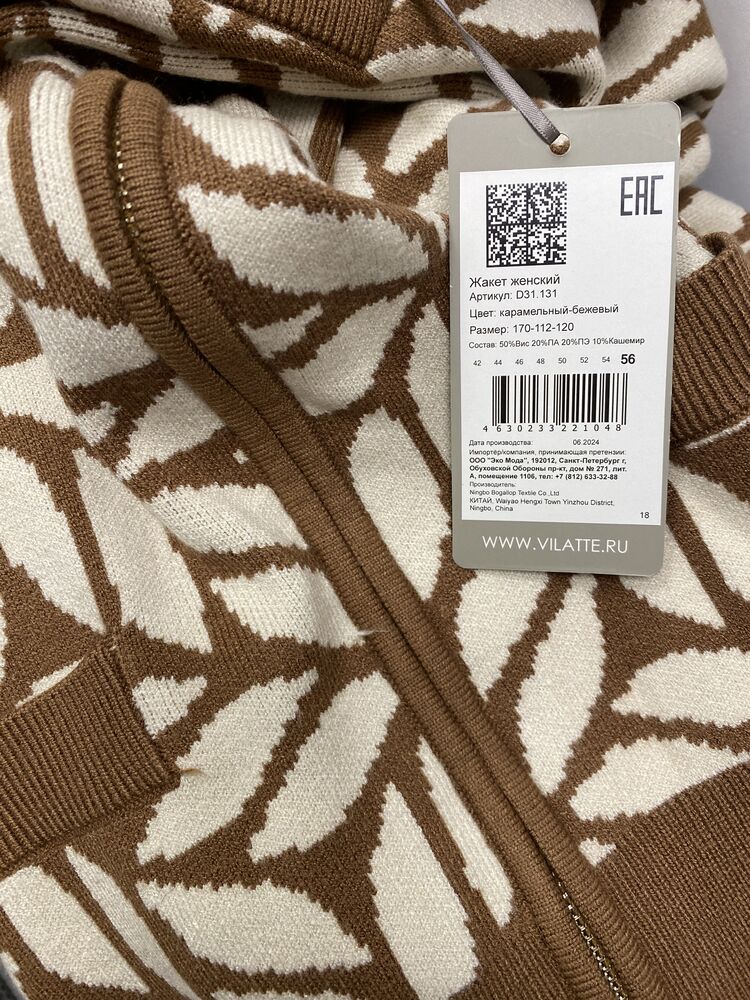 EAC
Жакет женский
Артикул: D31.131
Цвет: карамельный-бежевый
Размер: 170-112-120
Состав: 50%Вис 20%ПА 20%ПЭ 10%Кашемир
42 44 46 48 50 52 54 56
4 630233 221048
Дата производства: 06.2024
Импортёр/компания, принимающая претензии:
ООО "Эко Мода", 192012, Санкт-Петербург г,
Обуховской Обороны пр-кт, дом № 271, лит.
А, помещение 1106, тел: +7 (812) 633-32-88
Производитель:
Ningbo Bogallop Textile Co.,Ltd
КИТАЙ, Waiyao Hengxi Town Yinzhou District,
Ningbo, China
18
WWW.VILATTE.RU